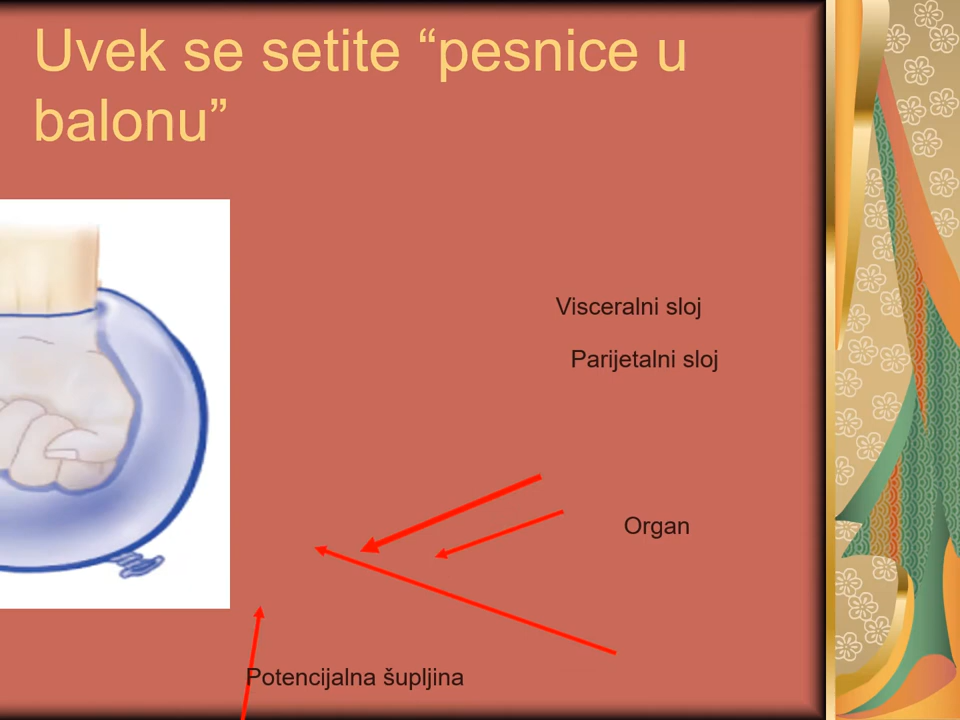 Uvek se setite “pesnice u
balonu”
Visceralni sloj
Parijetalni sloj
Organ
Potencijalna šupljina